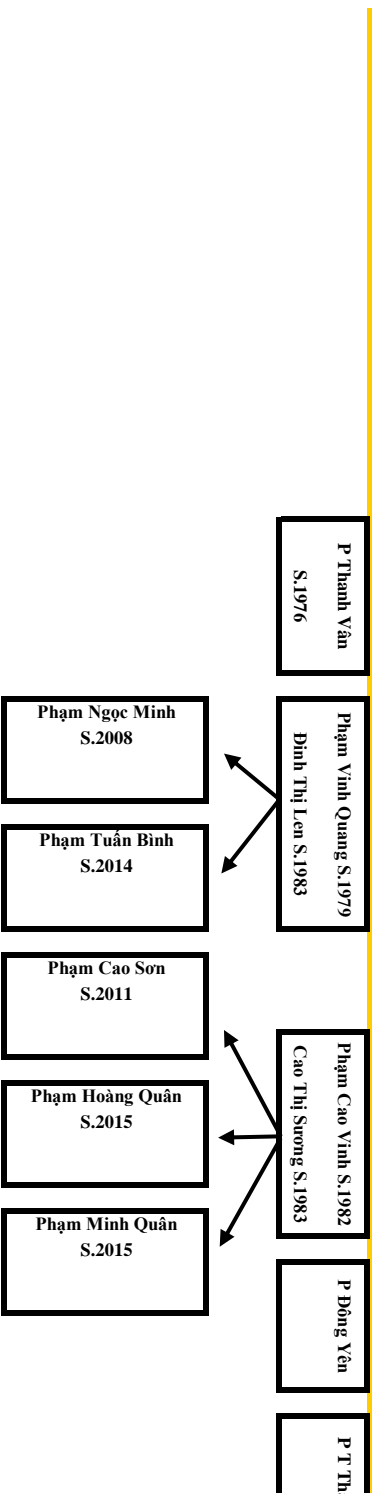 P Thanh Vân
S.1976
Phạm Vinh Quang S.1979
Đinh Thị Len S.1983
Phạm Ngọc Minh
S.2008
Phạm Tuấn Bình
S.2014
Phạm Cao Vinh S.1982
Cao Thị Sương S.1983
Phạm Cao Sơn
S.2011
Phạm Hoàng Quân
S.2015
Phạm Minh Quân
S.2015
P Đông Yên
P T